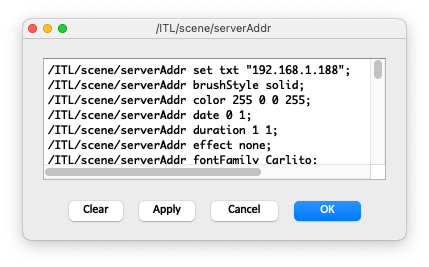 /ITL/scene/serverAddr
/ITL/scene/serverAddr set txt "192.168.1.188";
/ITL/scene/serverAddr brushStyle solid;
/ITL/scene/serverAddr color 255 0 0 255;
/ITL/scene/serverAddr date 0 1;
/ITL/scene/serverAddr duration 1 1;
/ITL/scene/serverAddr effect none;
/ITL/scene/serverAddr fontFamily Carlito;
Clear Apply Cancel OK